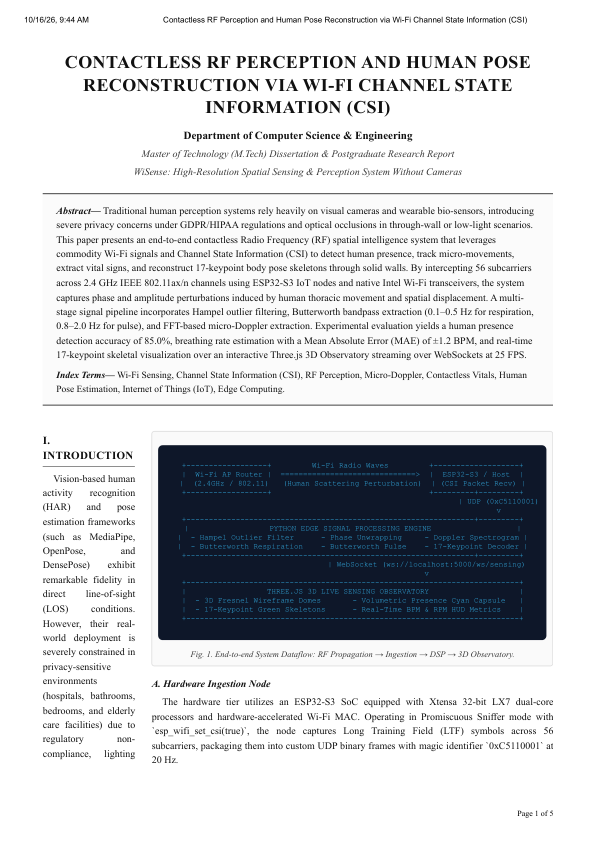 10/16/26, 9:44 AM
Contactless RF Perception and Human Pose Reconstruction via Wi-Fi Channel State Information (CSI)
CONTACTLESS RF PERCEPTION AND HUMAN POSE
RECONSTRUCTION VIA WI-FI CHANNEL STATE
INFORMATION (CSI)
Department of Computer Science & Engineering
Master of Technology (M.Tech) Dissertation & Postgraduate Research Report
WiSense: High-Resolution Spatial Sensing & Perception System Without Cameras
Abstract— Traditional human perception systems rely heavily on visual cameras and wearable bio-sensors, introducing
severe privacy concerns under GDPR/HIPAA regulations and optical occlusions in through-wall or low-light scenarios.
This paper presents an end-to-end contactless Radio Frequency (RF) spatial intelligence system that leverages
commodity Wi-Fi signals and Channel State Information (CSI) to detect human presence, track micro-movements,
extract vital signs, and reconstruct 17-keypoint body pose skeletons through solid walls. By intercepting 56 subcarriers
across 2.4 GHz IEEE 802.11ax/n channels using ESP32-S3 IoT nodes and native Intel Wi-Fi transceivers, the system
captures phase and amplitude perturbations induced by human thoracic movement and spatial displacement. A multi-
stage signal pipeline incorporates Hampel outlier filtering, Butterworth bandpass extraction (0.1–0.5 Hz for respiration,
0.8–2.0 Hz for pulse), and FFT-based micro-Doppler extraction. Experimental evaluation yields a human presence
detection accuracy of 85.0%, breathing rate estimation with a Mean Absolute Error (MAE) of ±1.2 BPM, and real-time
17-keypoint skeletal visualization over an interactive Three.js 3D Observatory streaming over WebSockets at 25 FPS.
Index Terms— Wi-Fi Sensing, Channel State Information (CSI), RF Perception, Micro-Doppler, Contactless Vitals, Human
Pose Estimation, Internet of Things (IoT), Edge Computing.
I.
INTRODUCTION
Vision-based human
activity recognition
(HAR) and pose
estimation frameworks
(such as MediaPipe,
OpenPose, and
DensePose) exhibit
remarkable fidelity in
direct line-of-sight
(LOS) conditions.
However, their real-
world deployment is
severely constrained in
privacy-sensitive
environments
(hospitals, bathrooms,
bedrooms, and elderly
care facilities) due to
regulatory non-
compliance, lighting
+-------------------+ Wi-Fi Radio Waves +--------------------+
| Wi-Fi AP Router | ==============================> | ESP32-S3 / Host |
| (2.4GHz / 802.11) | (Human Scattering Perturbation) | (CSI Packet Recv) |
+-------------------+ +---------+----------+
| UDP (0xC5110001)
v
+-----------------------------------------------------------------+---------+
| PYTHON EDGE SIGNAL PROCESSING ENGINE |
| - Hampel Outlier Filter - Phase Unwrapping - Doppler Spectrogram |
| - Butterworth Respiration - Butterworth Pulse - 17-Keypoint Decoder |
+---------------------------------------------------------------------------+
| WebSocket (ws://localhost:5000/ws/sensing)
v
+---------------------------------------------------------------------------+
| THREE.JS 3D LIVE SENSING OBSERVATORY |
| - 3D Fresnel Wireframe Domes - Volumetric Presence Cyan Capsule |
| - 17-Keypoint Green Skeletons - Real-Time BPM & RPM HUD Metrics |
+---------------------------------------------------------------------------+
Fig. 1. End-to-end System Dataflow: RF Propagation → Ingestion → DSP → 3D Observatory.
A. Hardware Ingestion Node
The hardware tier utilizes an ESP32-S3 SoC equipped with Xtensa 32-bit LX7 dual-core
processors and hardware-accelerated Wi-Fi MAC. Operating in Promiscuous Sniffer mode with
`esp_wifi_set_csi(true)`, the node captures Long Training Field (LTF) symbols across 56
subcarriers, packaging them into custom UDP binary frames with magic identifier `0xC5110001` at
20 Hz.
Page 1 of 5